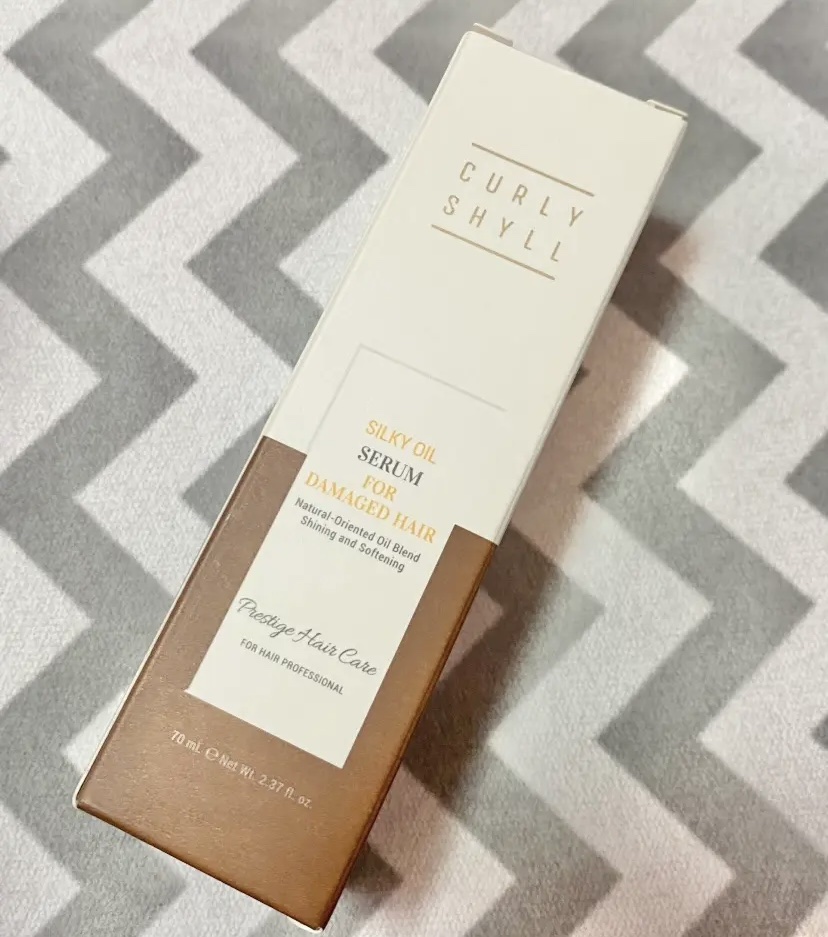 CURLY
SHYLL
SILKY OIL
SERUM
FOR
DAMAGED HAIR
Natural-Oriented Oil Blend
Shining and Softening
Prestige Hair Care
FOR HAIR PROFESSIONAL
70 mL ℮ Net Wt. 2.37 fl. oz.